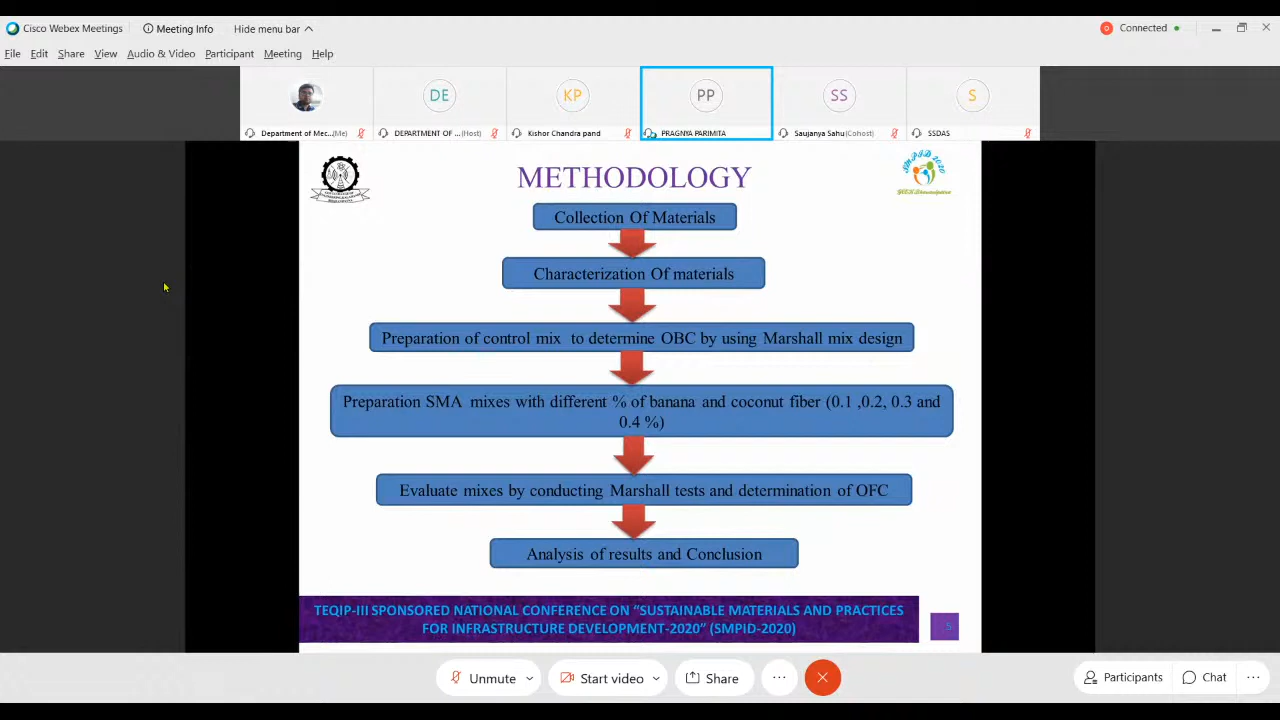 Cisco Webex Meetings
Meeting Info
Hide menu bar
Connected
File Edit Share View Audio & Video Participant Meeting Help
DE KP PP SS S
Department of Mec... (Me)
DEPARTMENT OF ... (Host)
Kishor Chandra pand
PRAGNYA PARIMITA
Saujanya Sahu (Cohost)
SSDAS
SMPID 2020
METHODOLOGY
Collection Of Materials
Characterization Of materials
Preparation of control mix to determine OBC by using Marshall mix design
Preparation SMA mixes with different % of banana and coconut fiber (0.1 ,0.2, 0.3 and
0.4 %)
Evaluate mixes by conducting Marshall tests and determination of OFC
Analysis of results and Conclusion
TEQIP-III SPONSORED NATIONAL CONFERENCE ON “SUSTAINABLE MATERIALS AND PRACTICES
FOR INFRASTRUCTURE DEVELOPMENT-2020” (SMPID-2020)
5
Unmute
Start video
Share
Participants
Chat